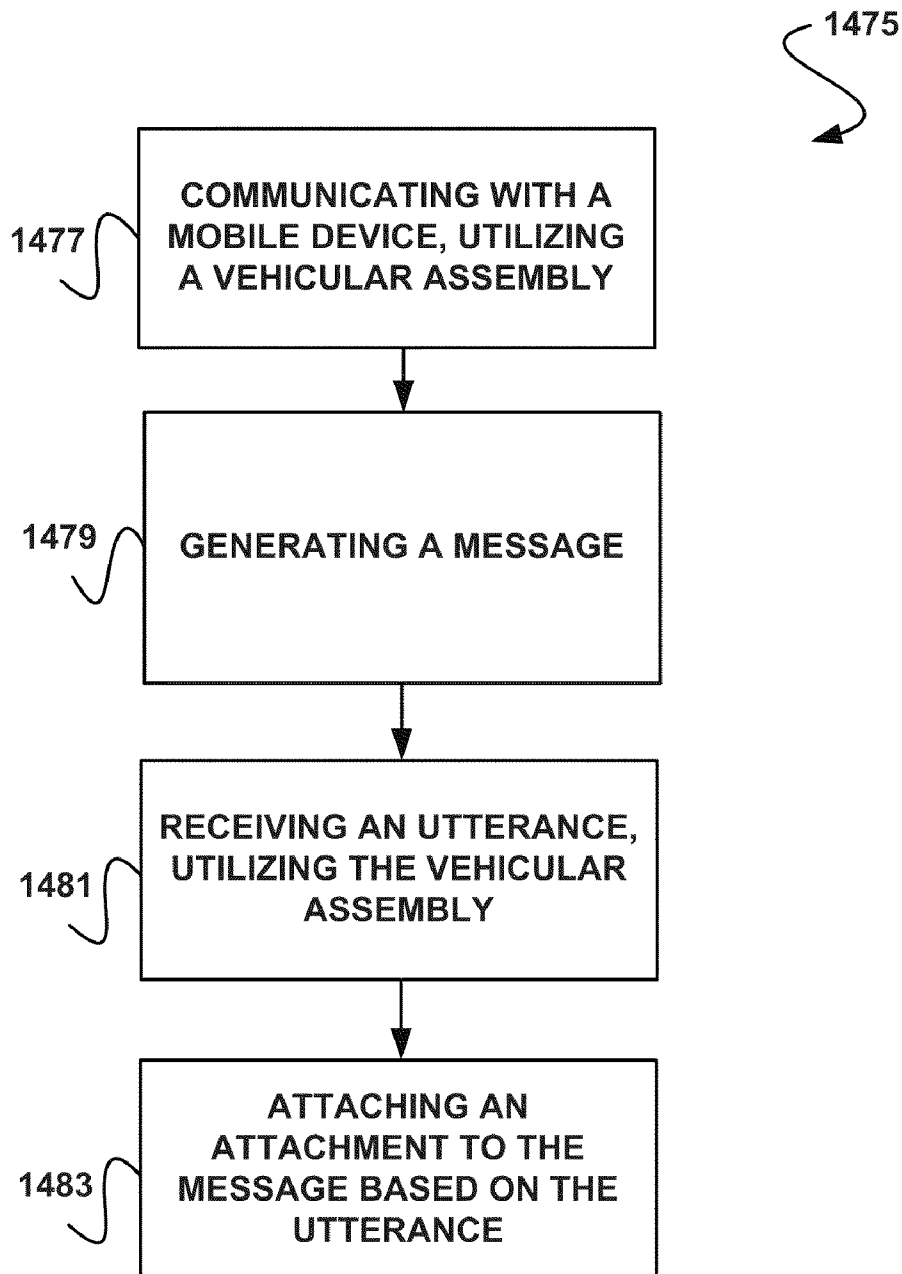 1475
COMMUNICATING WITH A
MOBILE DEVICE, UTILIZING
A VEHICULAR ASSEMBLY
1477
GENERATING A MESSAGE
1479
RECEIVING AN UTTERANCE,
UTILIZING THE VEHICULAR
ASSEMBLY
1481
ATTACHING AN
ATTACHMENT TO THE
MESSAGE BASED ON THE
UTTERANCE
1483